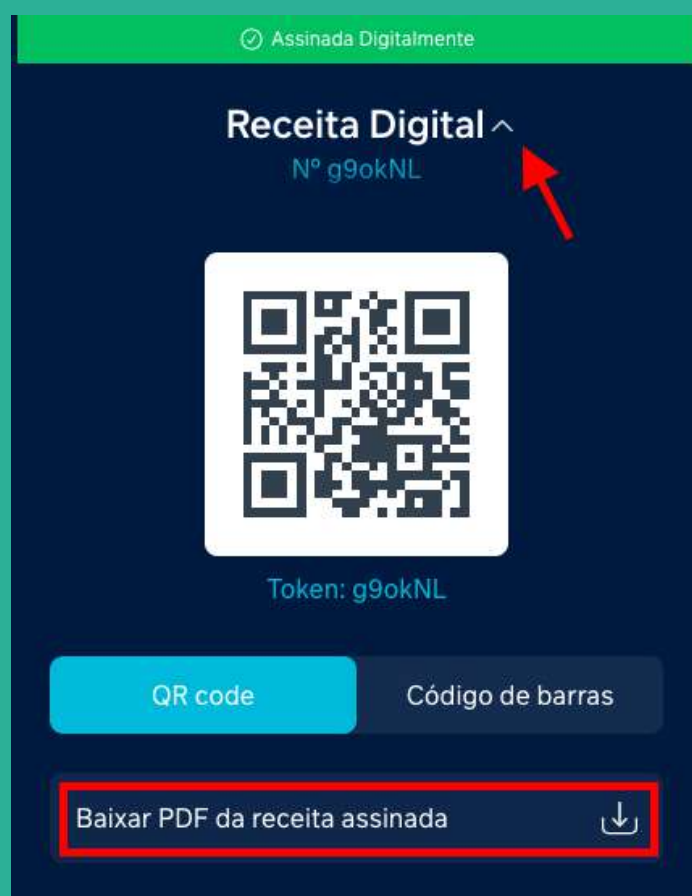 Assinada Digitalmente
Receita Digital
Nº g9okNL
Token: g9okNL
QR code
Código de barras
Baixar PDF da receita assinada